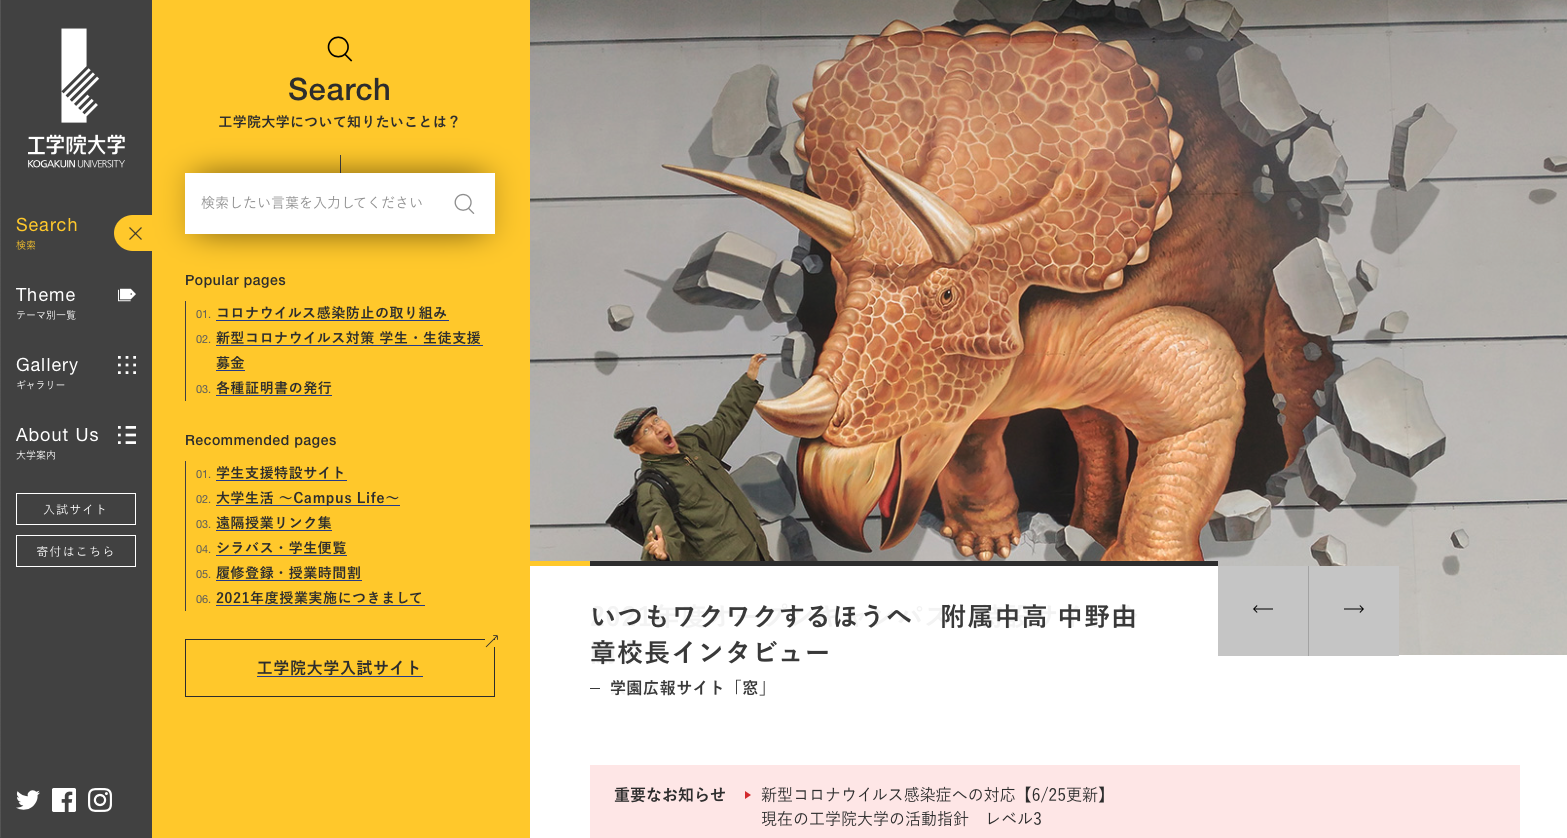 工学院大学
KOGAKUIN UNIVERSITY
Search
検索
Theme
テーマ別一覧
Gallery
ギャラリー
About Us
大学案内
入試サイト
寄付はこちら
Search
工学院大学について知りたいことは？
検索したい言葉を入力してください
Popular pages
01. コロナウイルス感染防止の取り組み
02. 新型コロナウイルス対策 学生・生徒支援
募金
03. 各種証明書の発行
Recommended pages
01. 学生支援特設サイト
02. 大学生活 〜Campus Life〜
03. 遠隔授業リンク集
04. シラバス・学生便覧
05. 履修登録・授業時間割
06. 2021年度授業実施につきまして
工学院大学入試サイト
いつもワクワクするほうへ　附属中高 中野由
章校長インタビュー
― 学園広報サイト「窓」
重要なお知らせ
新型コロナウイルス感染症への対応【6/25更新】
現在の工学院大学の活動指針　レベル3